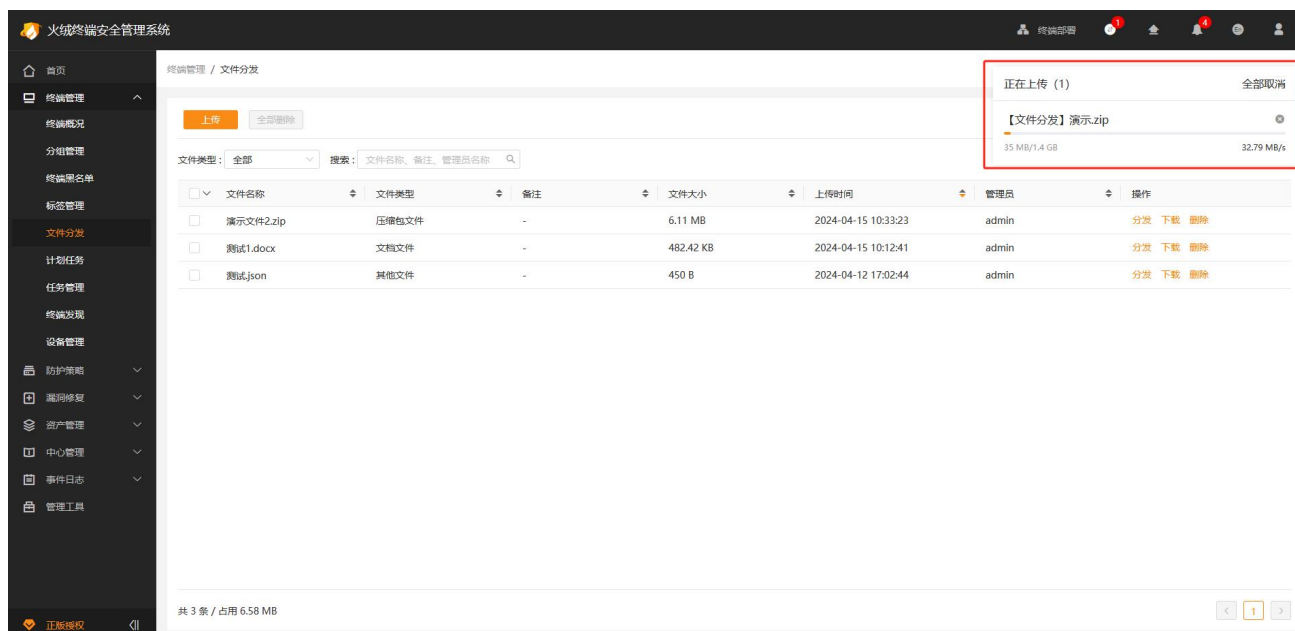 火绒终端安全管理系统
终端部署
1
4
首页
终端管理
终端概况
分组管理
终端黑名单
标签管理
文件分发
计划任务
任务管理
终端发现
设备管理
防护策略
漏洞修复
资产管理
中心管理
事件日志
管理工具
正版授权
终端管理 / 文件分发
上传 全部删除
文件类型: 全部 搜索: 文件名称、备注、管理员名称
文件名称 文件类型 备注 文件大小 上传时间 管理员 操作
演示文件2.zip 压缩包文件 - 6.11 MB 2024-04-15 10:33:23 admin 分发 下载 删除
测试1.docx 文档文件 - 482.42 KB 2024-04-15 10:12:41 admin 分发 下载 删除
测试.json 其他文件 - 450 B 2024-04-12 17:02:44 admin 分发 下载 删除
共 3 条 / 占用 6.58 MB
1
正在上传（1） 全部取消
【文件分发】演示.zip
35 MB/1.4 GB 32.79 MB/s